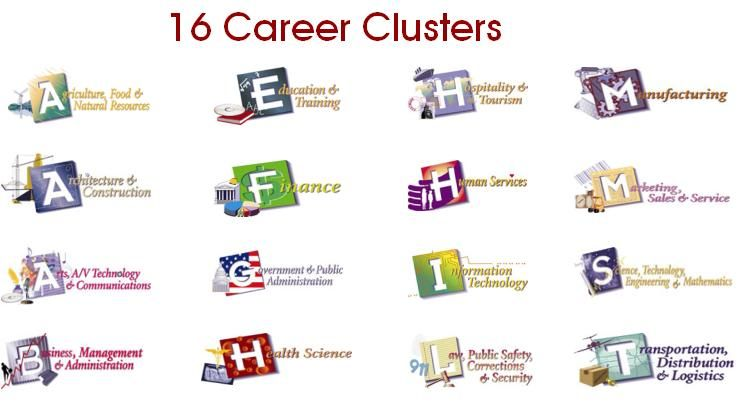 16 Career Clusters
Agriculture, Food &
Natural Resources
Education &
Training
Hospitality &
Tourism
Manufacturing
Architecture &
Construction
Finance
Human Services
Marketing,
Sales & Service
Arts, A/V Technology
& Communications
Government & Public
Administration
Information
Technology
Science, Technology,
Engineering & Mathematics
Business, Management
& Administration
Health Science
911
Law, Public Safety,
Corrections
& Security
Transportation,
Distribution
& Logistics